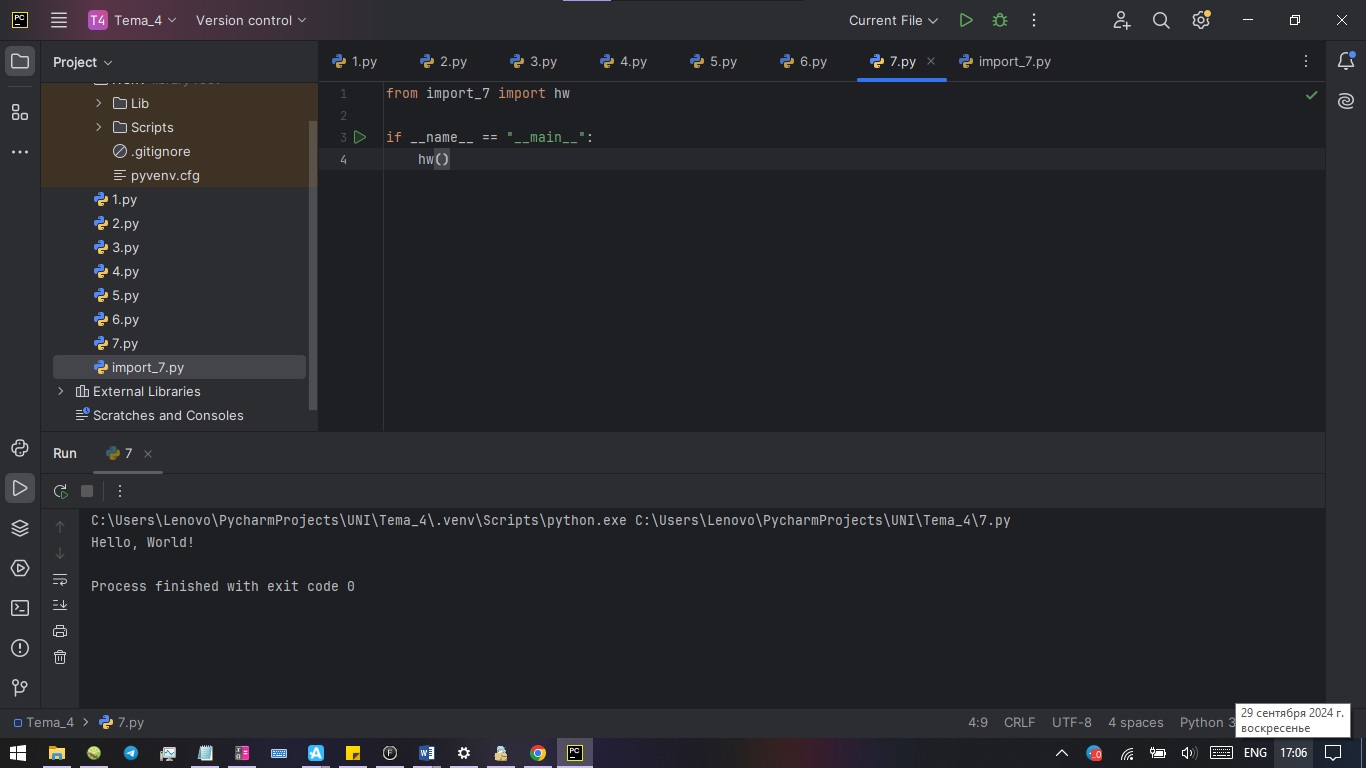 PC T4 Tema_4 Version control Current File
Project
1.py 2.py 3.py 4.py 5.py 6.py 7.py import_7.py
Lib
Scripts
.gitignore
pyvenv.cfg
1.py
2.py
3.py
4.py
5.py
6.py
7.py
import_7.py
External Libraries
Scratches and Consoles
1 from import_7 import hw
2
3 if __name__ == "__main__":
4 hw()
Run 7
C:\Users\Lenovo\PycharmProjects\UNI\Tema_4\.venv\Scripts\python.exe C:\Users\Lenovo\PycharmProjects\UNI\Tema_4\7.py
Hello, World!
Process finished with exit code 0
Tema_4 7.py 4:9 CRLF UTF-8 4 spaces Python 3
29 сентября 2024 г.
воскресенье
ENG 17:06